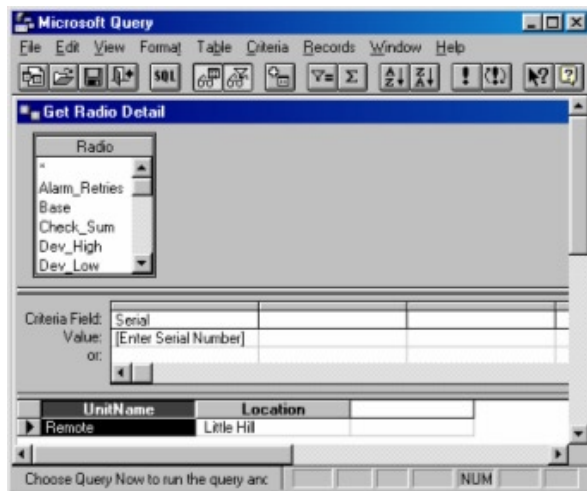 Microsoft Query
File Edit View Format Table Criteria Records Window Help
SQL
Get Radio Detail
Radio
*
Alarm_Retries
Base
Check_Sum
Dev_High
Dev_Low
Criteria Field: Serial
Value: [Enter Serial Number]
or:
UnitName Location
Remote Little Hill
Choose Query Now to run the query anc NUM